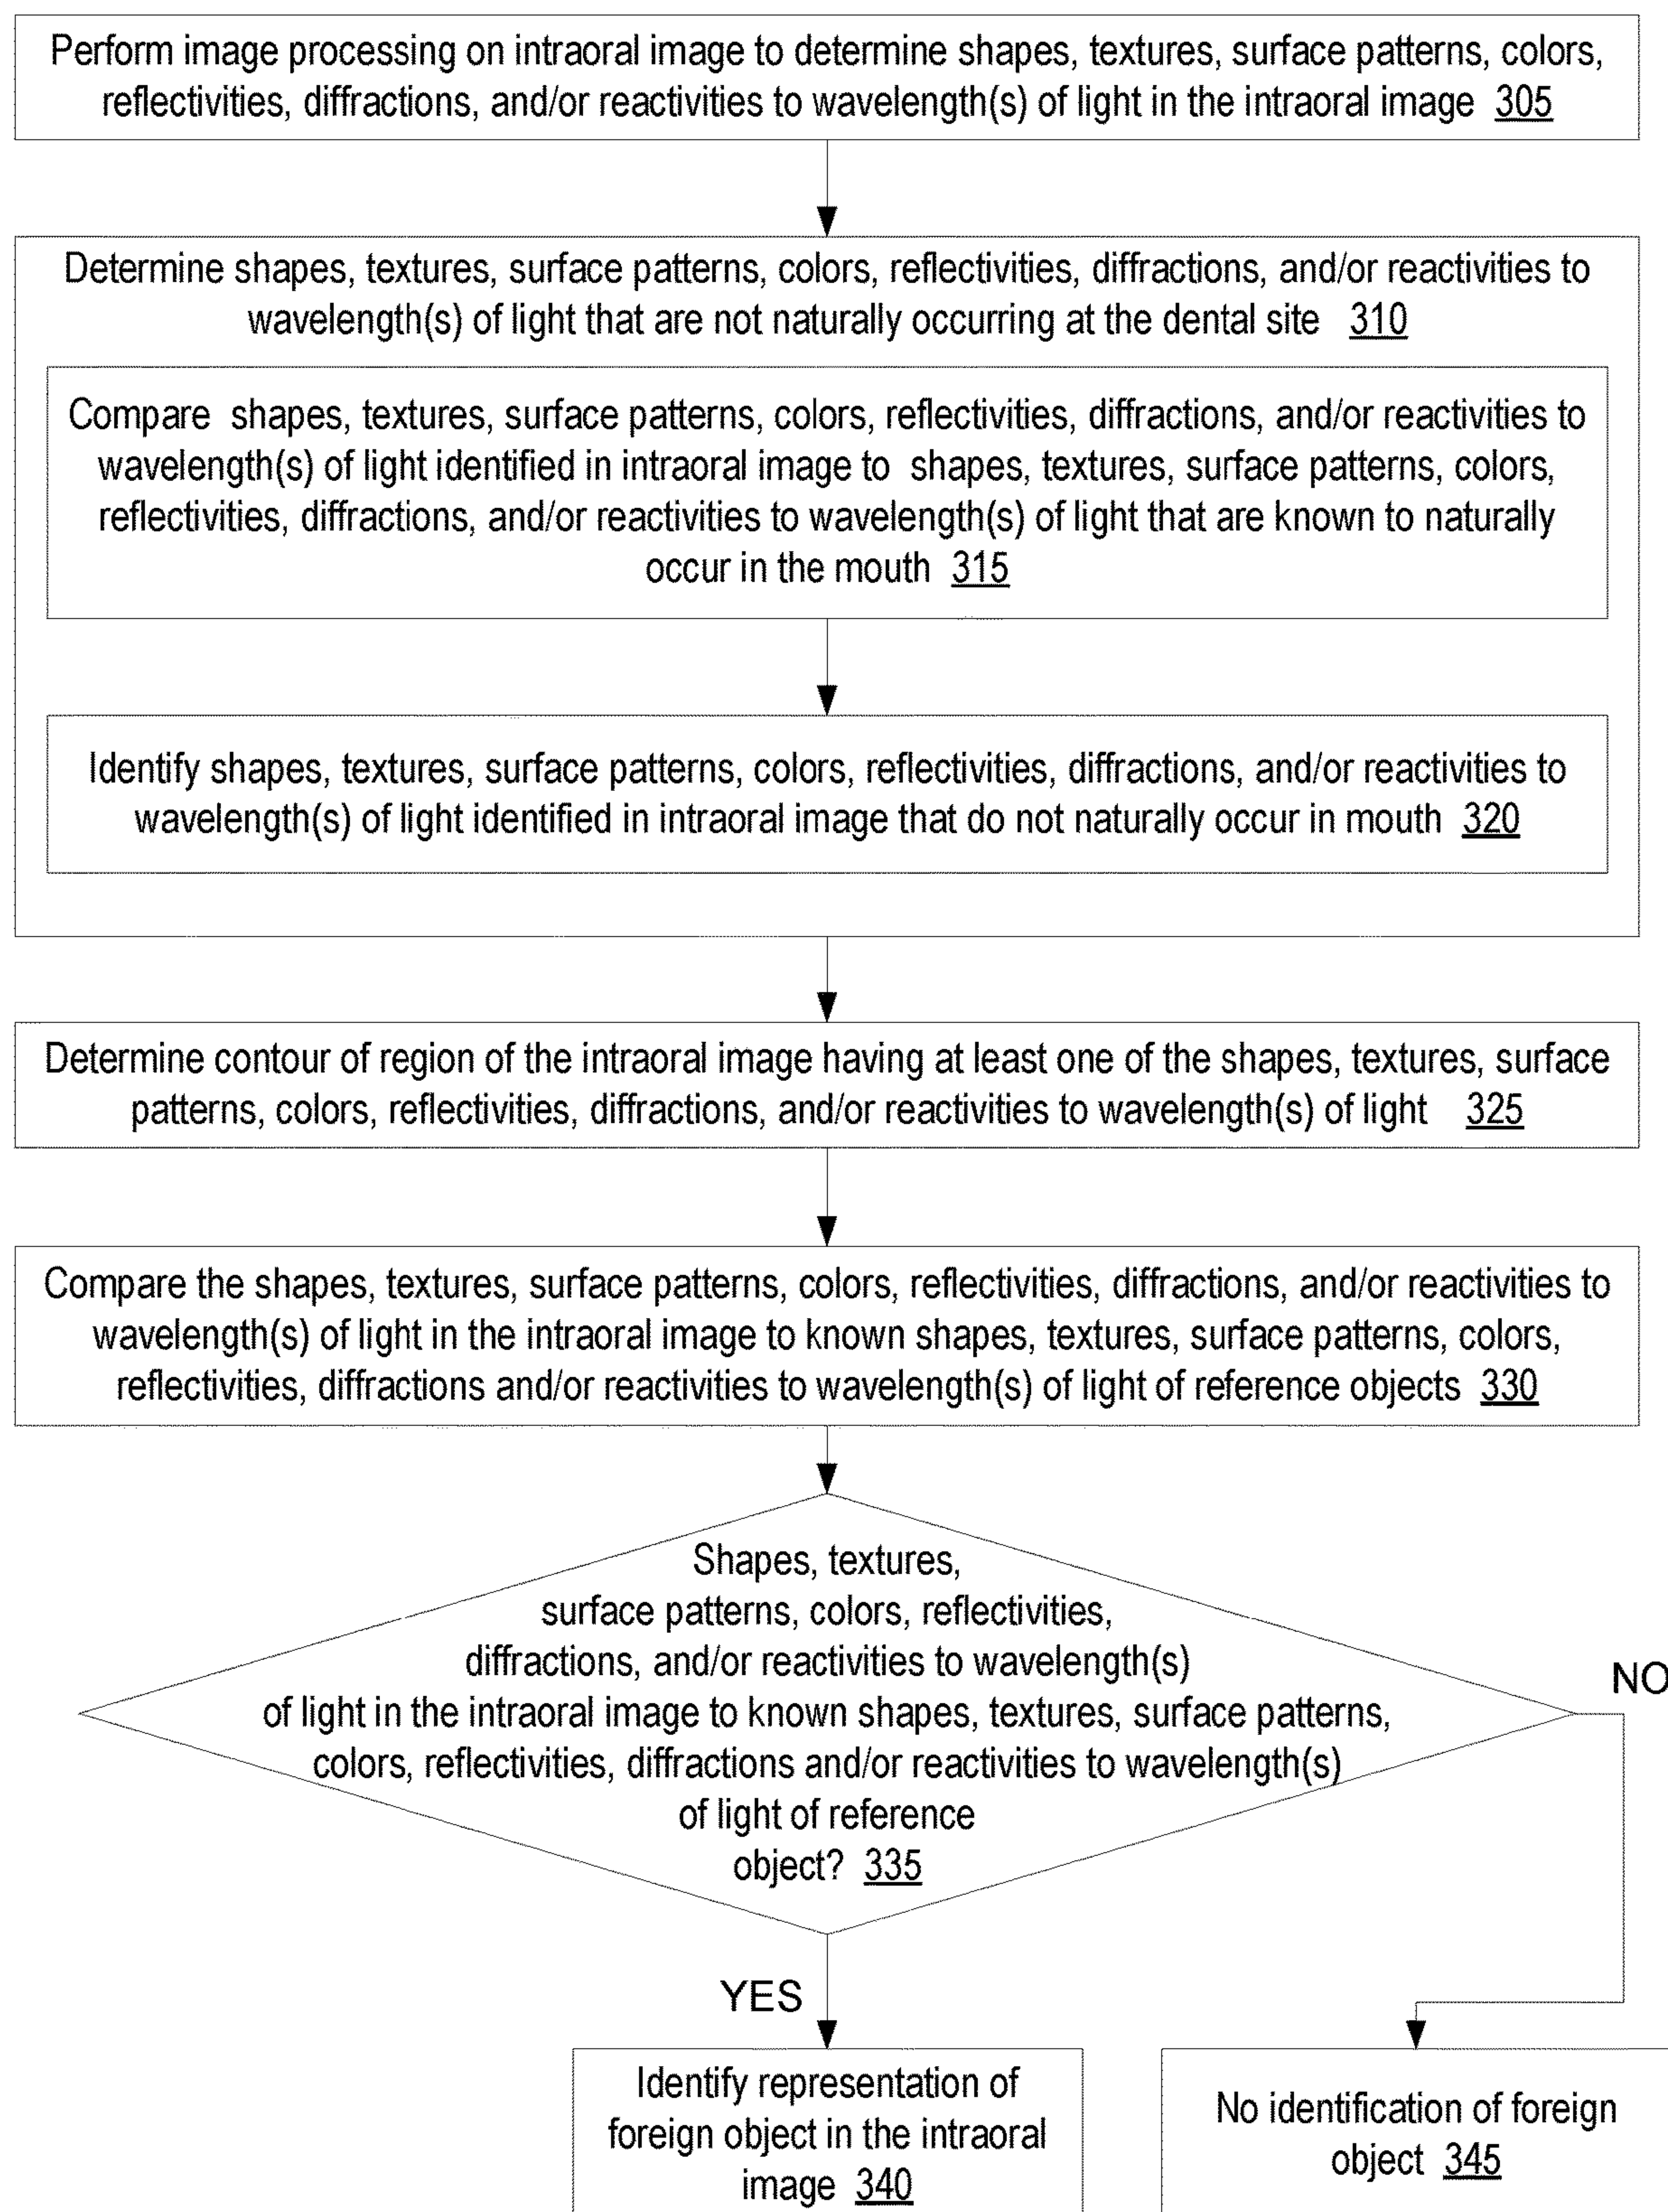 Perform image processing on intraoral image to determine shapes, textures, surface patterns, colors,
reflectivities, diffractions, and/or reactivities to wavelength(s) of light in the intraoral image 305
Determine shapes, textures, surface patterns, colors, reflectivities, diffractions, and/or reactivities to
wavelength(s) of light that are not naturally occurring at the dental site 310
Compare shapes, textures, surface patterns, colors, reflectivities, diffractions, and/or reactivities to
wavelength(s) of light identified in intraoral image to shapes, textures, surface patterns, colors,
reflectivities, diffractions, and/or reactivities to wavelength(s) of light that are known to naturally
occur in the mouth 315
Identify shapes, textures, surface patterns, colors, reflectivities, diffractions, and/or reactivities to
wavelength(s) of light identified in intraoral image that do not naturally occur in mouth 320
Determine contour of region of the intraoral image having at least one of the shapes, textures, surface
patterns, colors, reflectivities, diffractions, and/or reactivities to wavelength(s) of light 325
Compare the shapes, textures, surface patterns, colors, reflectivities, diffractions, and/or reactivities to
wavelength(s) of light in the intraoral image to known shapes, textures, surface patterns, colors,
reflectivities, diffractions and/or reactivities to wavelength(s) of light of reference objects 330
Shapes, textures,
surface patterns, colors, reflectivities,
diffractions, and/or reactivities to wavelength(s)
of light in the intraoral image to known shapes, textures, surface patterns,
colors, reflectivities, diffractions and/or reactivities to wavelength(s)
of light of reference
object? 335
NO
YES
Identify representation of
foreign object in the intraoral
image 340
No identification of foreign
object 345